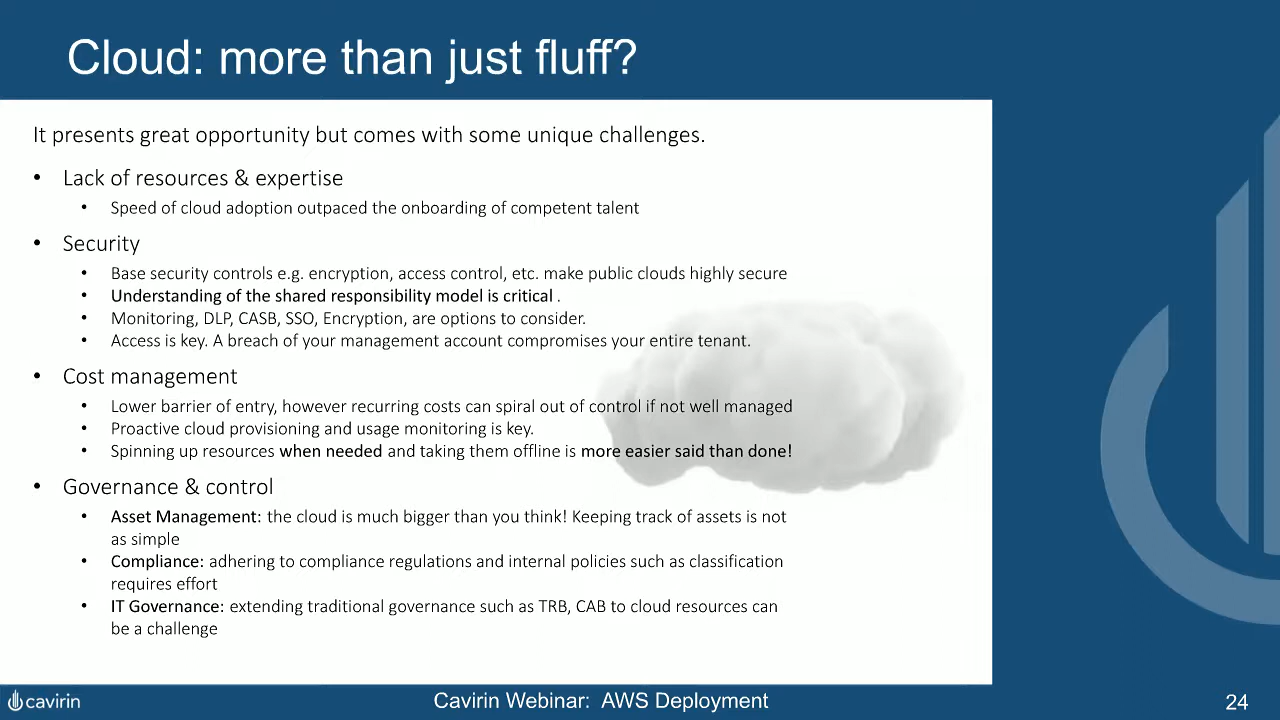 Cloud: more than just fluff?
It presents great opportunity but comes with some unique challenges.
• Lack of resources & expertise
• Speed of cloud adoption outpaced the onboarding of competent talent
• Security
• Base security controls e.g. encryption, access control, etc. make public clouds highly secure
• Understanding of the shared responsibility model is critical .
• Monitoring, DLP, CASB, SSO, Encryption, are options to consider.
• Access is key. A breach of your management account compromises your entire tenant.
• Cost management
• Lower barrier of entry, however recurring costs can spiral out of control if not well managed
• Proactive cloud provisioning and usage monitoring is key.
• Spinning up resources when needed and taking them offline is more easier said than done!
• Governance & control
• Asset Management: the cloud is much bigger than you think! Keeping track of assets is not
as simple
• Compliance: adhering to compliance regulations and internal policies such as classification
requires effort
• IT Governance: extending traditional governance such as TRB, CAB to cloud resources can
be a challenge
cavirin
Cavirin Webinar: AWS Deployment
24